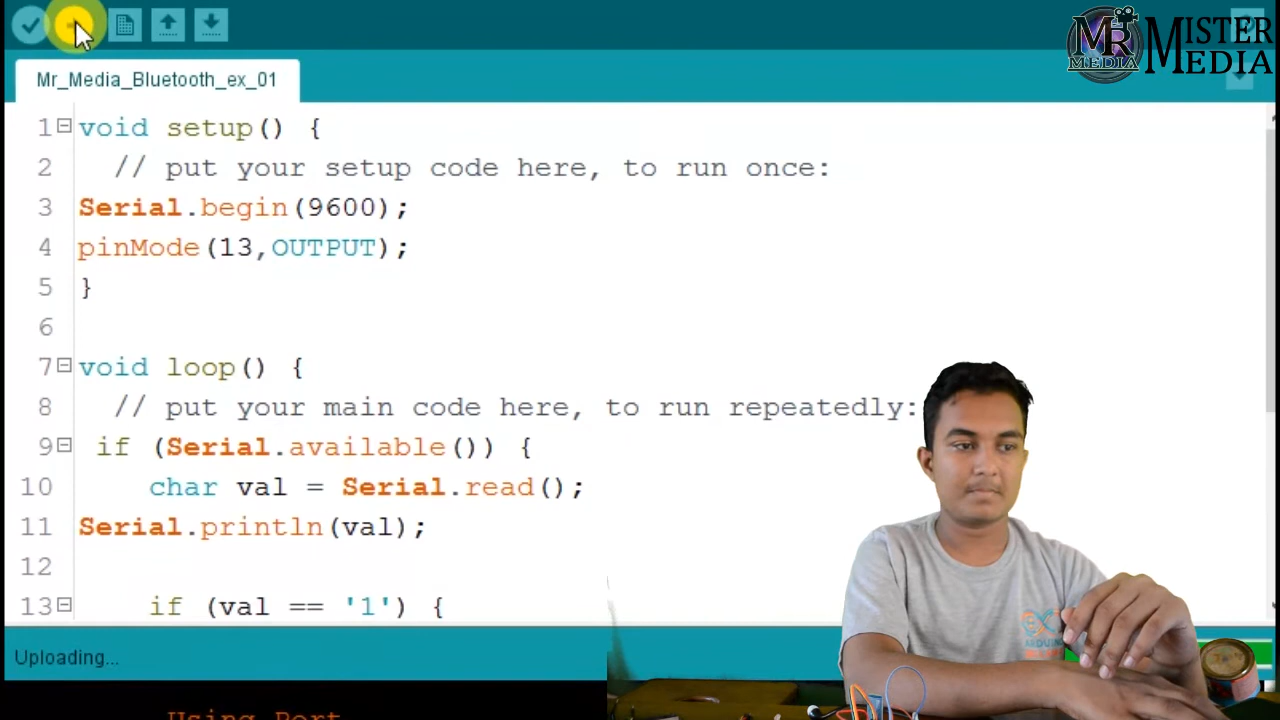 MR
MEDIA
MISTER
MEDIA
Mr_Media_Bluetooth_ex_01
1 void setup() {
2 // put your setup code here, to run once:
3 Serial.begin(9600);
4 pinMode(13,OUTPUT);
5 }
6
7 void loop() {
8 // put your main code here, to run repeatedly:
9 if (Serial.available()) {
10 char val = Serial.read();
11 Serial.println(val);
12
13 if (val == '1') {
Uploading...
Using Port